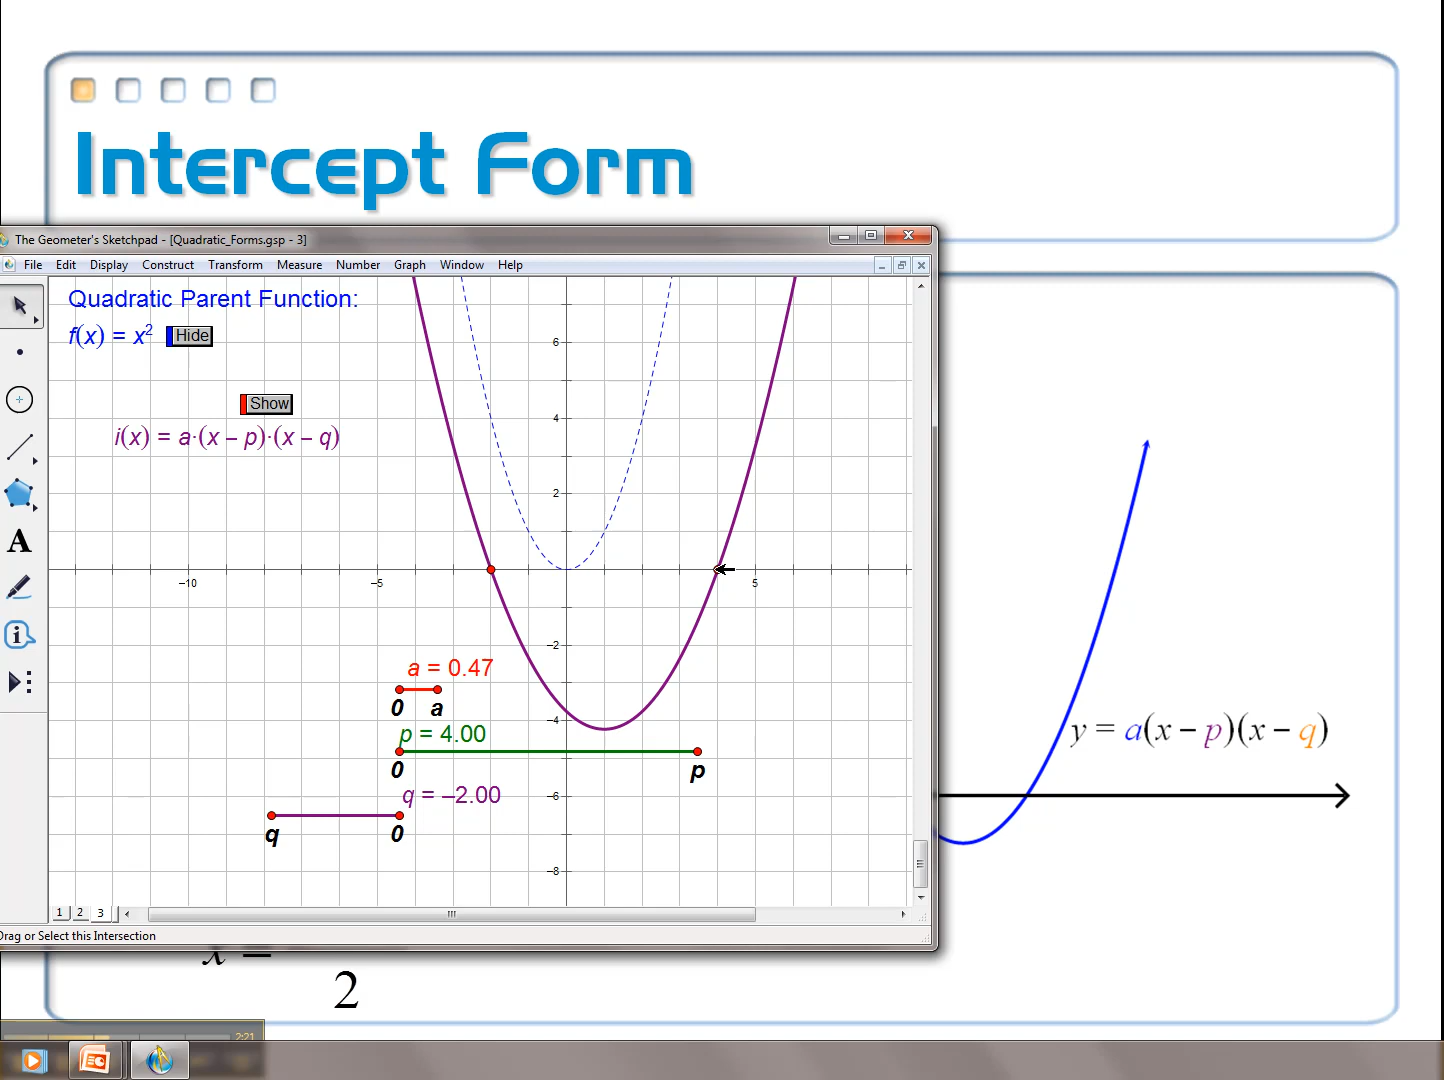 Intercept Form
The Geometer's Sketchpad - [Quadratic_Forms.gsp - 3]
File Edit Display Construct Transform Measure Number Graph Window Help
Quadratic Parent Function:
f(x) = x² Hide
Show
i(x) = a·(x – p)·(x – q)
6
4
2
–10 –5 5
–2
–4
–6
–8
a = 0.47
0 a
p = 4.00
0 p
q = –2.00
q 0
A
y = a(x – p)(x – q)
1 2 3
Drag or Select this Intersection
x =
2
2:21